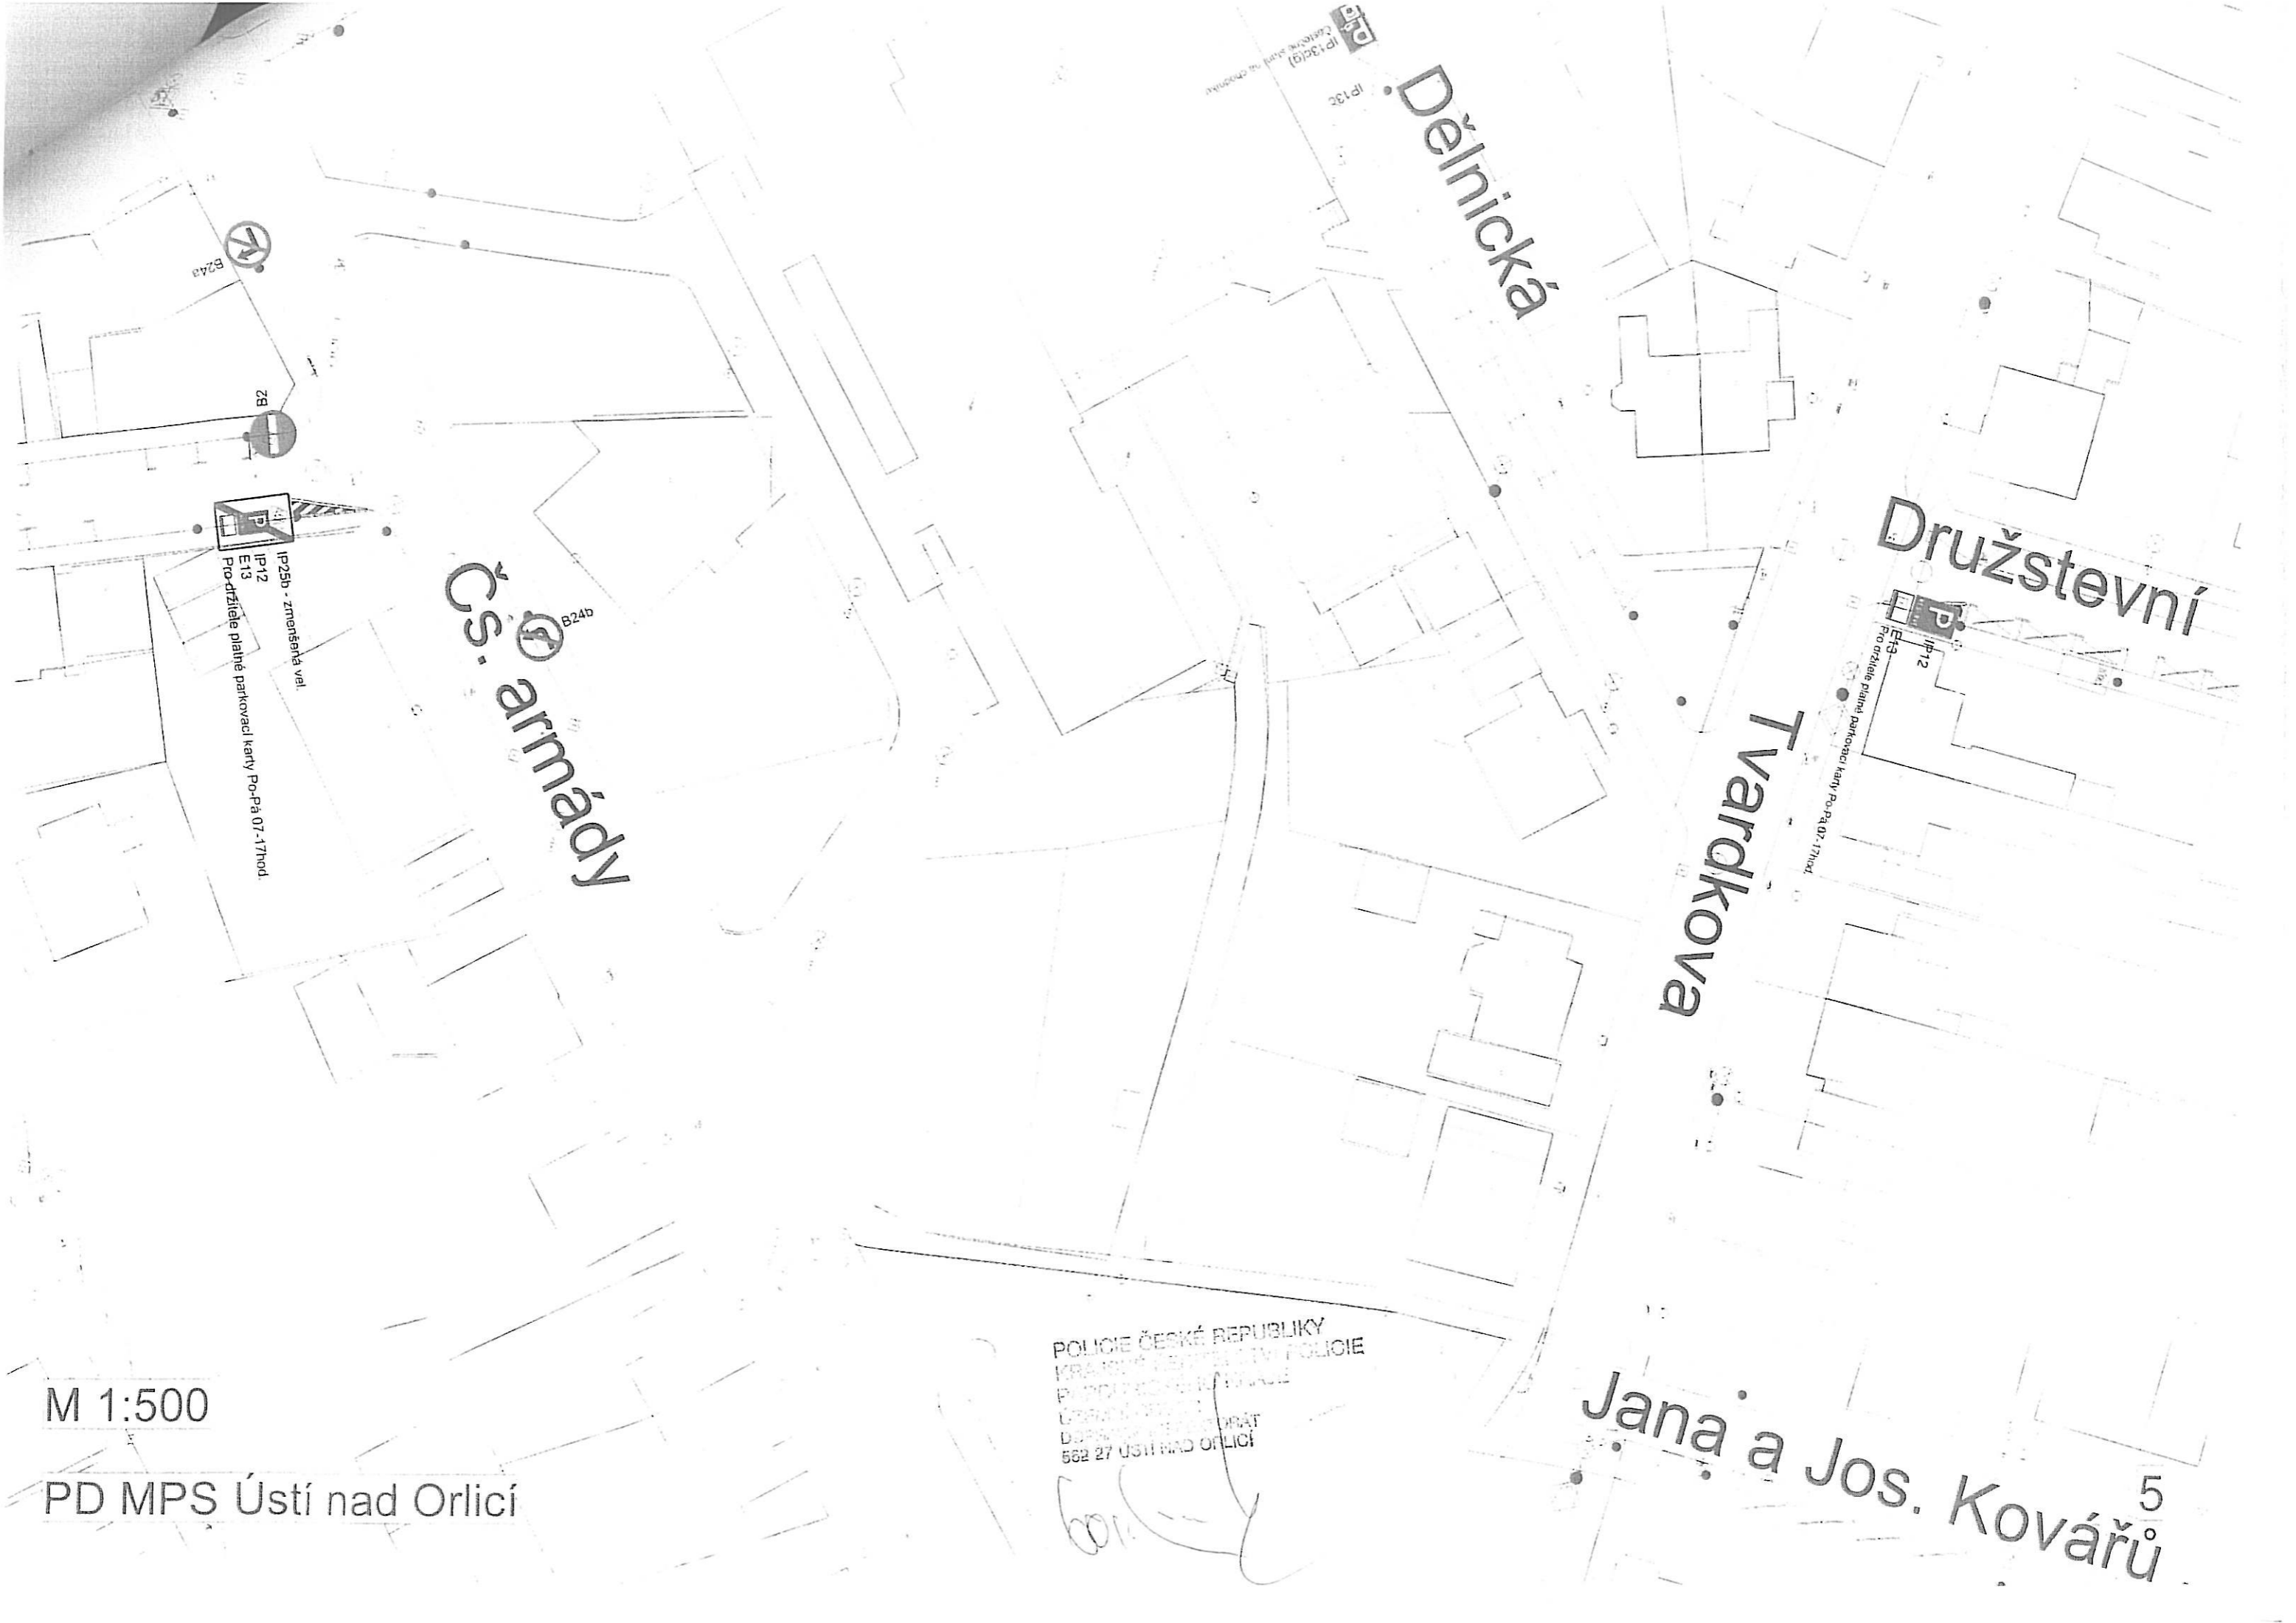 IP13c(g)
IP13c
Dělnická
B24a
B2
P
IP25b - zmenšená vel.
IP12
E13
Pro držitele platné parkovací karty Po-Pá 07-17hod.
Čs. armády
B24b
Družstevní
P
IP12
E13
Pro držitele platné parkovací karty Po-Pá 07-17hod.
Tvardkova
POLICIE ČESKÉ REPUBLIKY
POLICIE
562 27 ÚSTÍ NAD ORLICÍ
Jana a Jos. Kovářů
M 1:500
PD MPS Ústí nad Orlicí
5